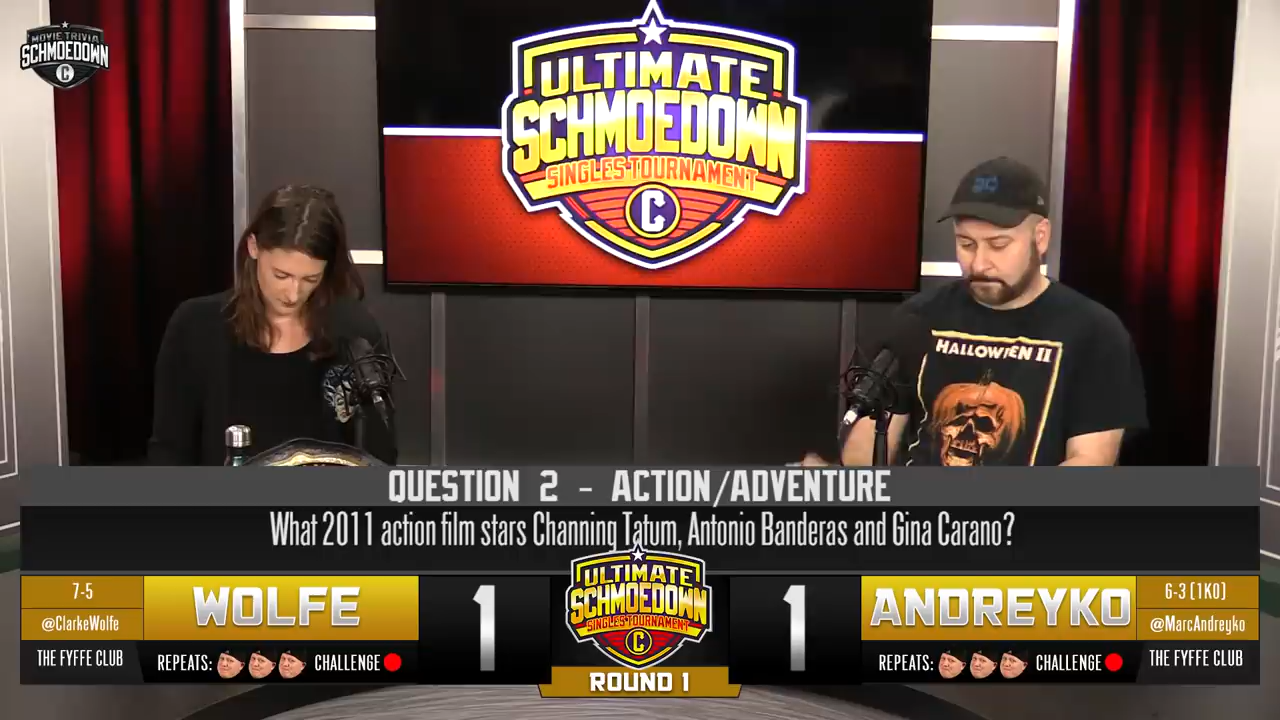 MOVIE TRIVIA
SCHMOEDOWN
C
ULTIMATE
SCHMOEDOWN
SINGLES TOURNAMENT
C
HALLOWEEN II
QUESTION 2 - ACTION/ADVENTURE
What 2011 action film stars Channing Tatum, Antonio Banderas and Gina Carano?
7-5
@ClarkeWolfe
THE FYFFE CLUB
WOLFE
REPEATS:
CHALLENGE
1
ULTIMATE
SCHMOEDOWN
SINGLES TOURNAMENT
C
ROUND 1
1
ANDREYKO
REPEATS:
CHALLENGE
6-3 [1KO]
@MarcAndreyko
THE FYFFE CLUB